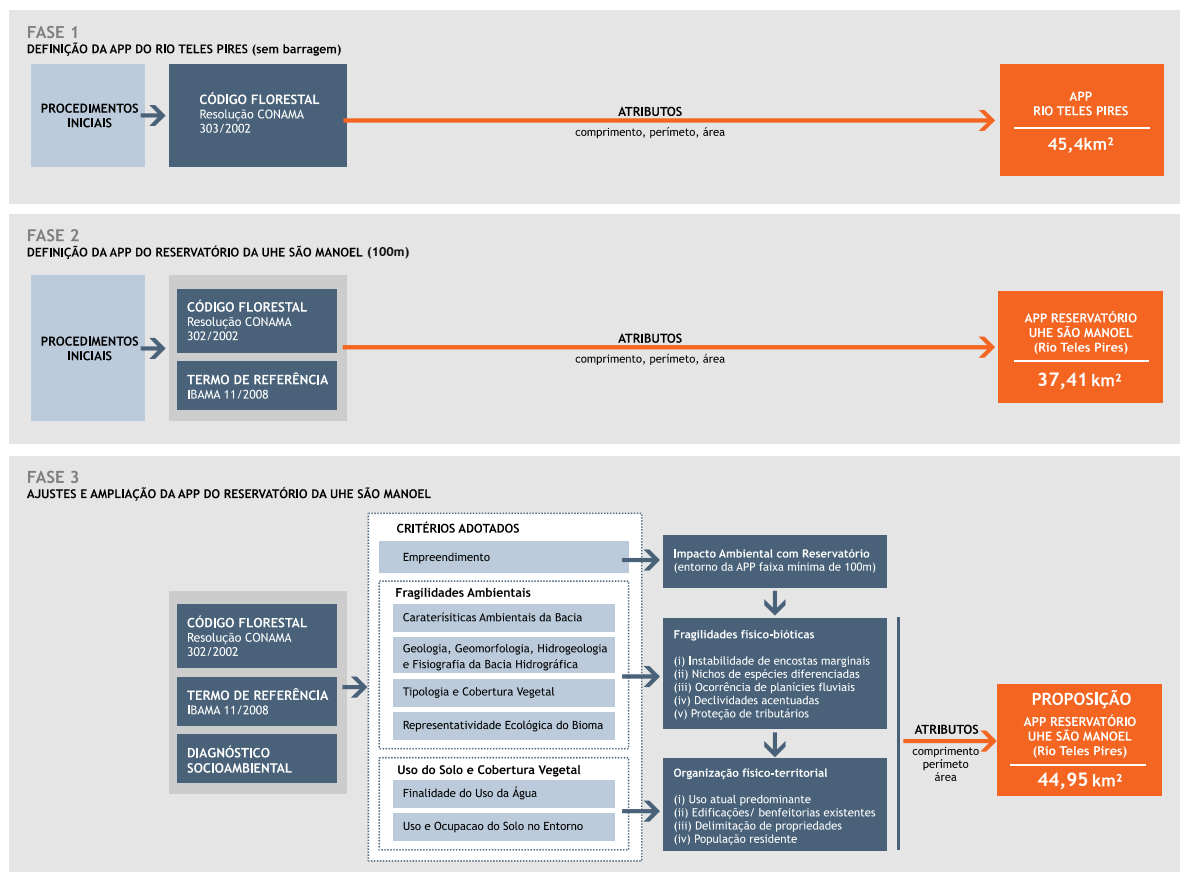 FASE 1
DEFINIÇÃO DA APP DO RIO TELES PIRES (sem barragem)
PROCEDIMENTOS
INICIAIS
CÓDIGO FLORESTAL
Resolução CONAMA
303/2002
ATRIBUTOS
comprimento, perímeto, área
APP
RIO TELES PIRES
45,4km²
FASE 2
DEFINIÇÃO DA APP DO RESERVATÓRIO DA UHE SÃO MANOEL (100m)
PROCEDIMENTOS
INICIAIS
CÓDIGO FLORESTAL
Resolução CONAMA
302/2002
TERMO DE REFERÊNCIA
IBAMA 11/2008
ATRIBUTOS
comprimento, perímeto, área
APP RESERVATÓRIO
UHE SÃO MANOEL
(Rio Teles Pires)
37,41 km²
FASE 3
AJUSTES E AMPLIAÇÃO DA APP DO RESERVATÓRIO DA UHE SÃO MANOEL
CÓDIGO FLORESTAL
Resolução CONAMA
302/2002
TERMO DE REFERÊNCIA
IBAMA 11/2008
DIAGNÓSTICO
SOCIOAMBIENTAL
CRITÉRIOS ADOTADOS
Empreendimento
Fragilidades Ambientais
Caraterísiticas Ambientais da Bacia
Geologia, Geomorfologia, Hidrogeologia
e Fisiografia da Bacia Hidrográfica
Tipologia e Cobertura Vegetal
Representatividade Ecológica do Bioma
Uso do Solo e Cobertura Vegetal
Finalidade do Uso da Água
Uso e Ocupacao do Solo no Entorno
Impacto Ambiental com Reservatório
(entorno da APP faixa mínima de 100m)
Fragilidades físico-bióticas
(i) Instabilidade de encostas marginais
(ii) Nichos de espécies diferenciadas
(iii) Ocorrência de planícies fluviais
(iv) Declividades acentuadas
(v) Proteção de tributários
Organização físico-territorial
(i) Uso atual predominante
(ii) Edificações/ benfeitorias existentes
(iii) Delimitação de propriedades
(iv) População residente
ATRIBUTOS
comprimento
perímeto
área
PROPOSIÇÃO
APP RESERVATÓRIO
UHE SÃO MANOEL
(Rio Teles Pires)
44,95 km²